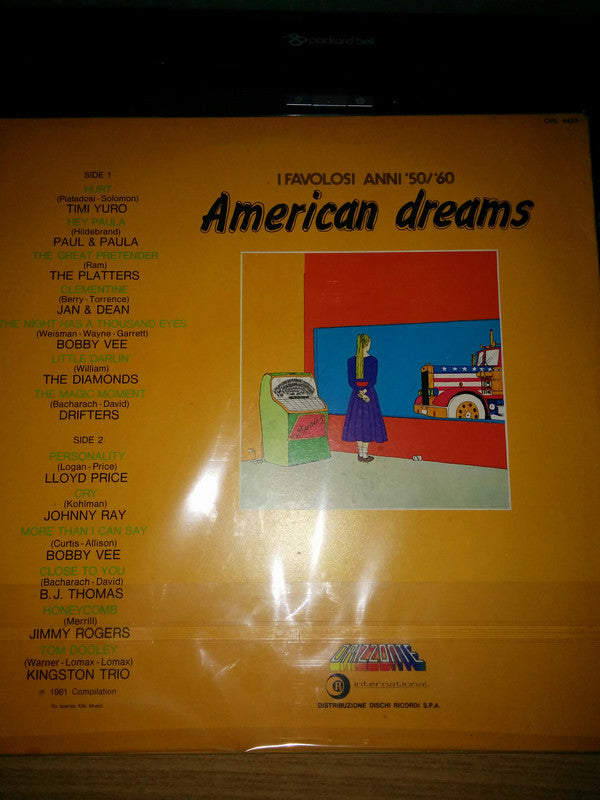 packard bell
ORL 8423
I FAVOLOSI ANNI '50/'60
American dreams
SIDE 1
HURT
(Piatadosi - Solomon)
TIMI YURO
HEY PAULA
(Hildebrand)
PAUL & PAULA
THE GREAT PRETENDER
(Ram)
THE PLATTERS
CLEMENTINE
(Berry - Torrence)
JAN & DEAN
THE NIGHT HAS A THOUSAND EYES
(Weisman - Wayne - Garrett)
BOBBY VEE
LITTLE DARLIN'
(William)
THE DIAMONDS
THE MAGIC MOMENT
(Bacharach - David)
DRIFTERS
SIDE 2
PERSONALITY
(Logan - Price)
LLOYD PRICE
CRY
(Kohlman)
JOHNNY RAY
MORE THAN I CAN SAY
(Curtis - Allison)
BOBBY VEE
CLOSE TO YOU
(Bacharach - David)
B.J. THOMAS
HONEYCOMB
(Merrill)
JIMMY ROGERS
TOM DOOLEY
(Warner - Lomax - Lomax)
KINGSTON TRIO
℗ 1981 Compilation
ORIZZONTE
R international
DISTRIBUZIONE DISCHI RICORDI S.P.A.